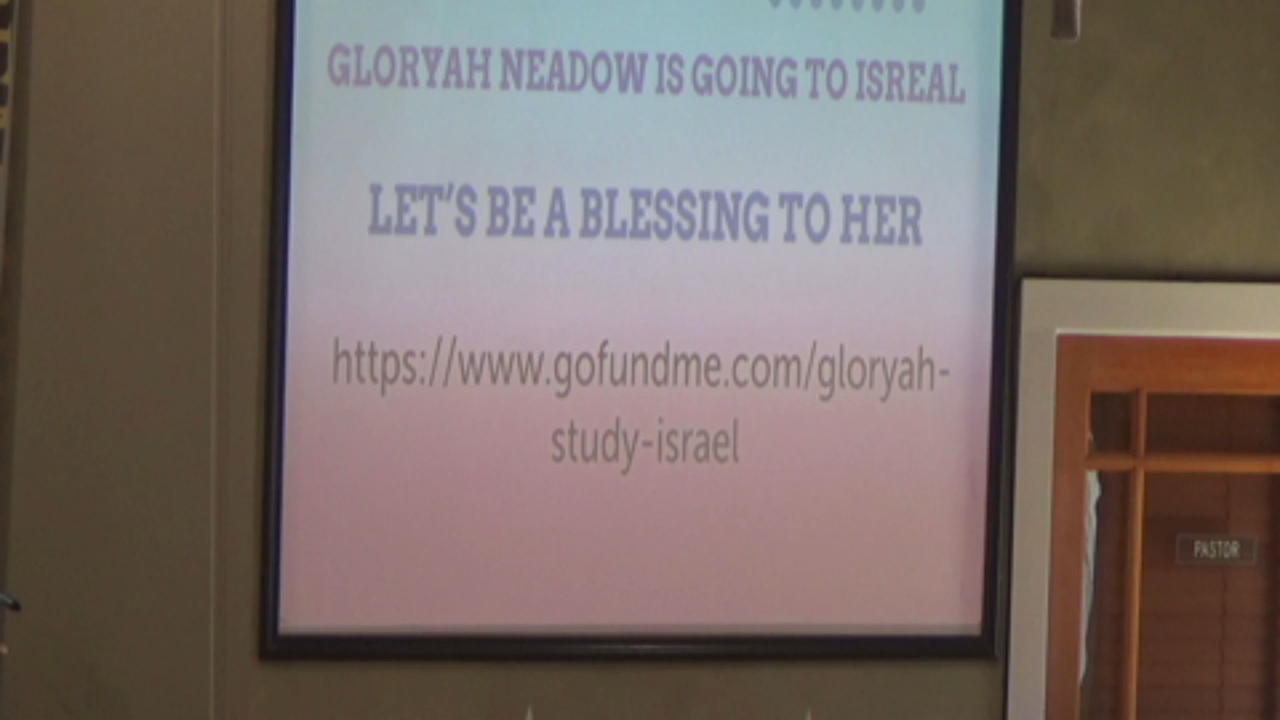 GLORYAH NEADOW IS GOING TO ISREAL
LET'S BE A BLESSING TO HER
https://www.gofundme.com/gloryah-
study-israel
PASTOR